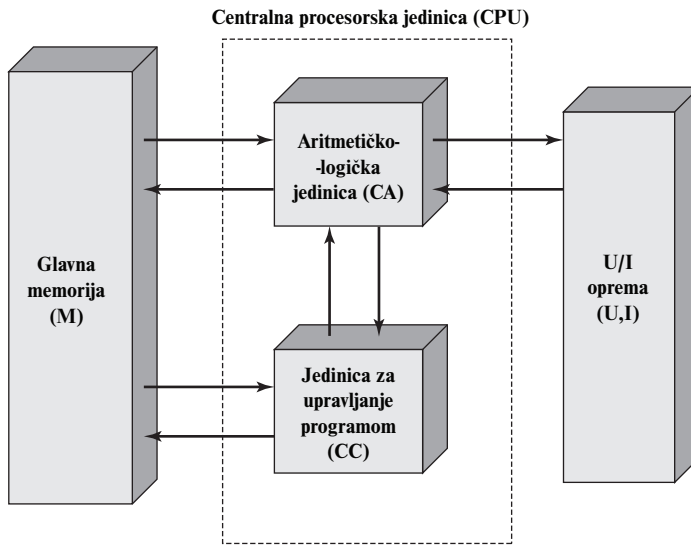 Centralna procesorska jedinica (CPU)
Glavna
memorija
(M)
Aritmetičko-
-logička
jedinica (CA)
Jedinica za
upravljanje
programom
(CC)
U/I
oprema
(U,I)